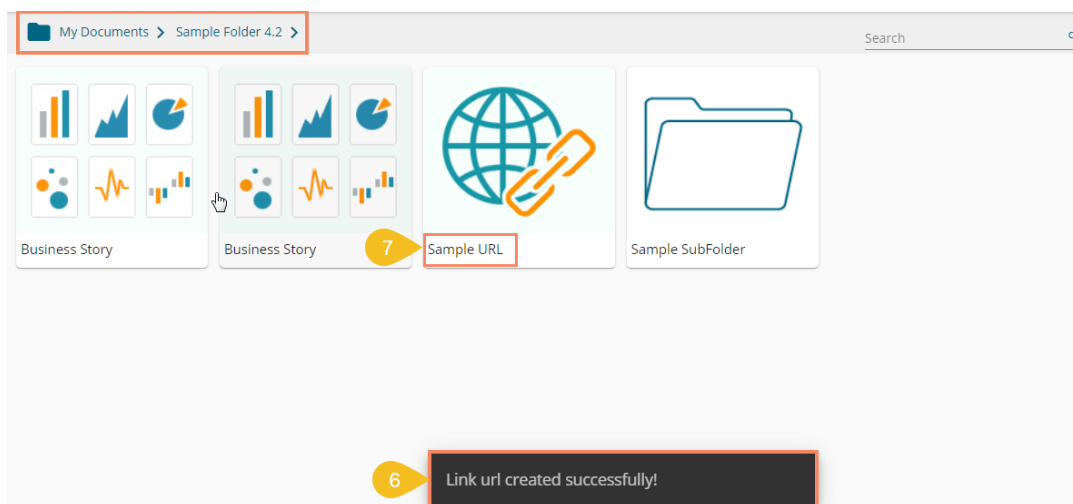 My Documents > Sample Folder 4.2 >
Search
Business Story
Business Story
7
Sample URL
Sample SubFolder
6
Link url created successfully!